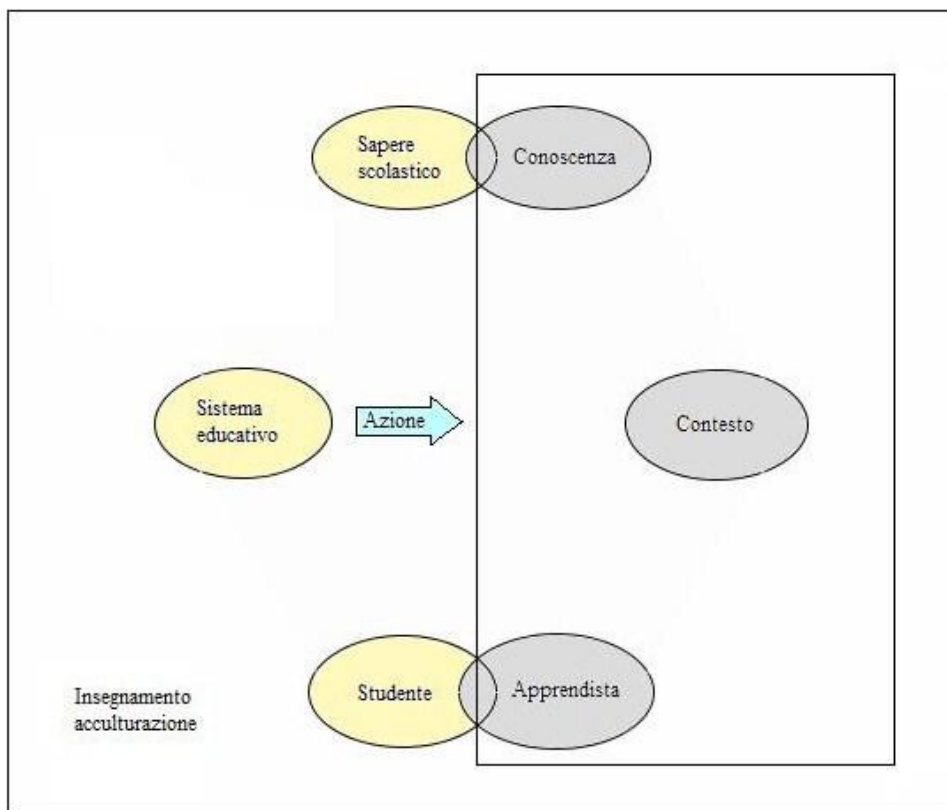 Sapere
scolastico
Conoscenza
Sistema
educativo
Azione
Contesto
Studente
Apprendista
Insegnamento
acculturazione